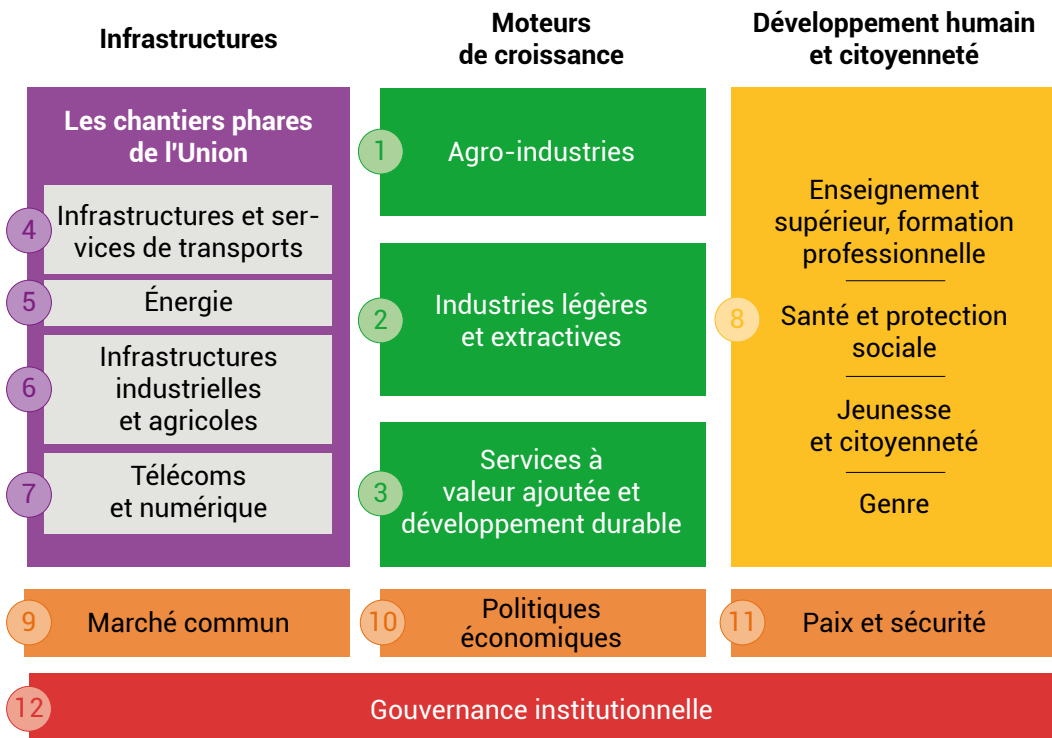 Infrastructures
Moteurs
de croissance
Développement humain
et citoyenneté
Les chantiers phares
de l'Union
4
Infrastructures et ser-
vices de transports
5
Énergie
6
Infrastructures
industrielles
et agricoles
7
Télécoms
et numérique
1
Agro-industries
2
Industries légères
et extractives
3
Services à
valeur ajoutée et
développement durable
8
Enseignement
supérieur, formation
professionnelle
Santé et protection
sociale
Jeunesse
et citoyenneté
Genre
9
Marché commun
10
Politiques
économiques
11
Paix et sécurité
12
Gouvernance institutionnelle